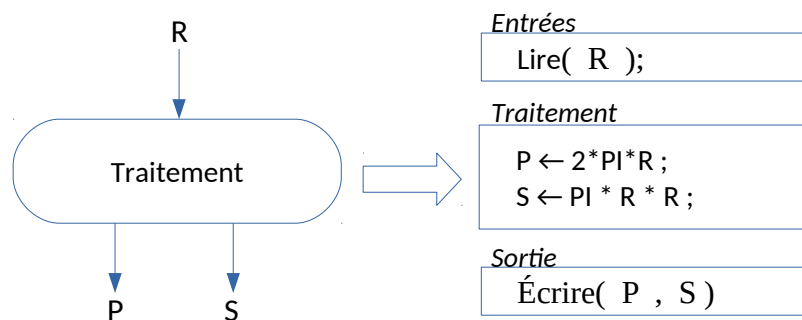 R
Traitement
P
S
Entrées
Lire( R );
Traitement
P ← 2*PI*R ;
S ← PI * R * R ;
Sortie
Écrire( P , S )